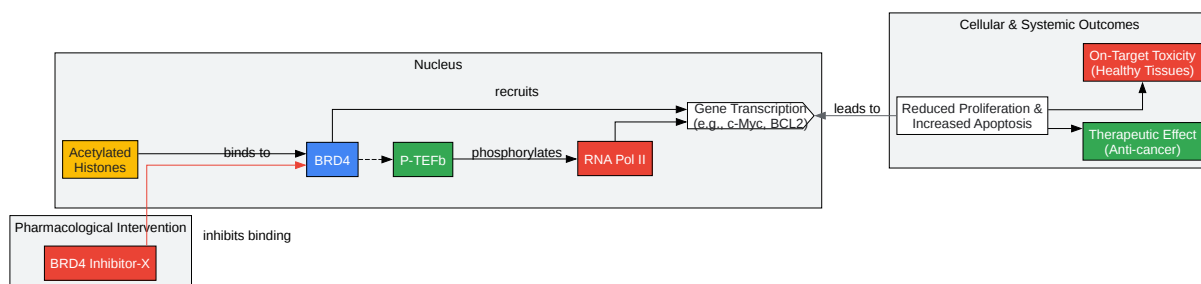 Cellular & Systemic Outcomes
On-Target Toxicity
(Healthy Tissues)
Reduced Proliferation &
Increased Apoptosis
Therapeutic Effect
(Anti-cancer)
leads to
Nucleus
recruits
Gene Transcription
(e.g., c-Myc, BCL2)
Acetylated
Histones
binds to
BRD4
P-TEFb
phosphorylates
RNA Pol II
Pharmacological Intervention
inhibits binding
BRD4 Inhibitor-X